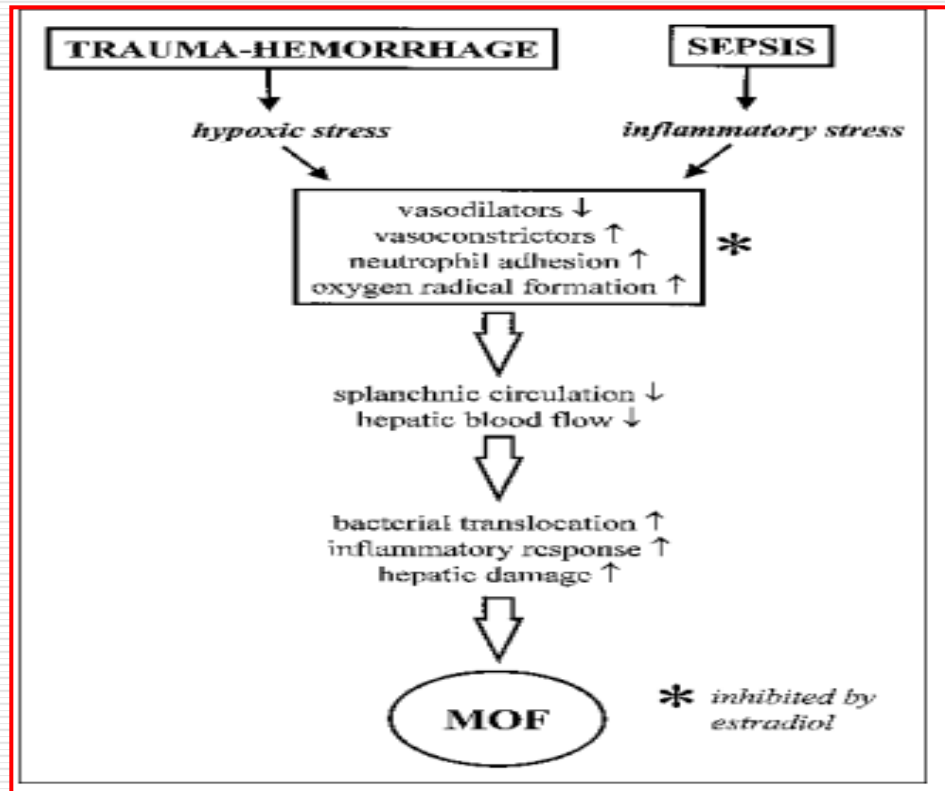 TRAUMA-HEMORRHAGE
SEPSIS
hypoxic stress
inflammatory stress
vasodilators ↓
vasoconstrictors ↑
neutrophil adhesion ↑
oxygen radical formation ↑
*
splanchnic circulation ↓
hepatic blood flow ↓
bacterial translocation ↑
inflammatory response ↑
hepatic damage ↑
MOF
* inhibited by
estradiol